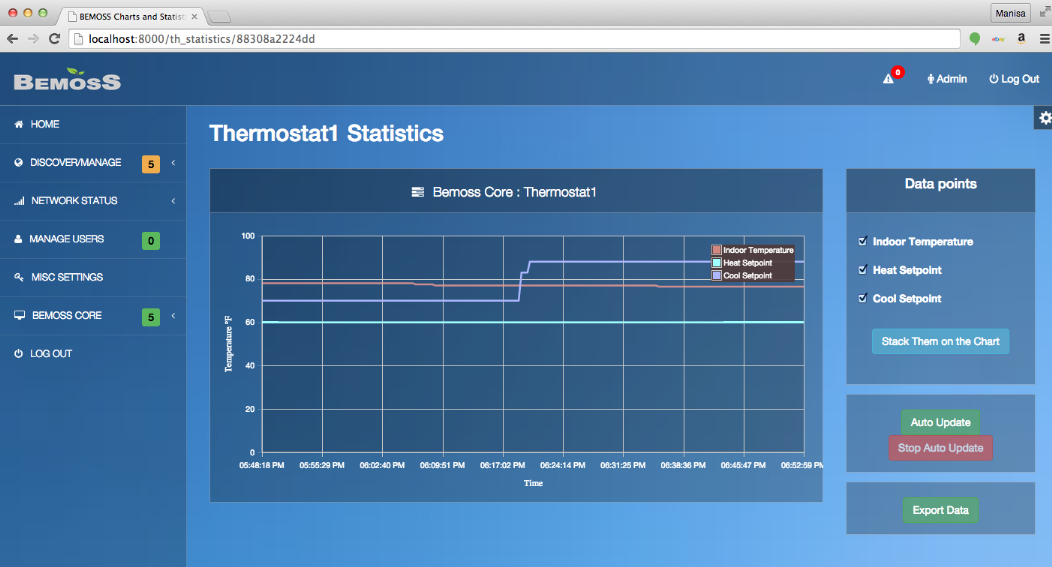 BEMOSS Charts and Statist
Manisa
localhost:8000/th_statistics/88308a2224dd
ebay
a
BEMOSS
0
Admin
Log Out
HOME
DISCOVER/MANAGE 5
NETWORK STATUS
MANAGE USERS 0
MISC SETTINGS
BEMOSS CORE 5
LOG OUT
Thermostat1 Statistics
Bemoss Core : Thermostat1
Indoor Temperature
Heat Setpoint
Cool Setpoint
100
80
60
40
20
0
Temperature °F
05:48:18 PM 05:55:29 PM 06:02:40 PM 06:09:51 PM 06:17:02 PM 06:24:14 PM 06:31:25 PM 06:38:36 PM 06:45:47 PM 06:52:59 PM
Time
Data points
Indoor Temperature
Heat Setpoint
Cool Setpoint
Stack Them on the Chart
Auto Update
Stop Auto Update
Export Data